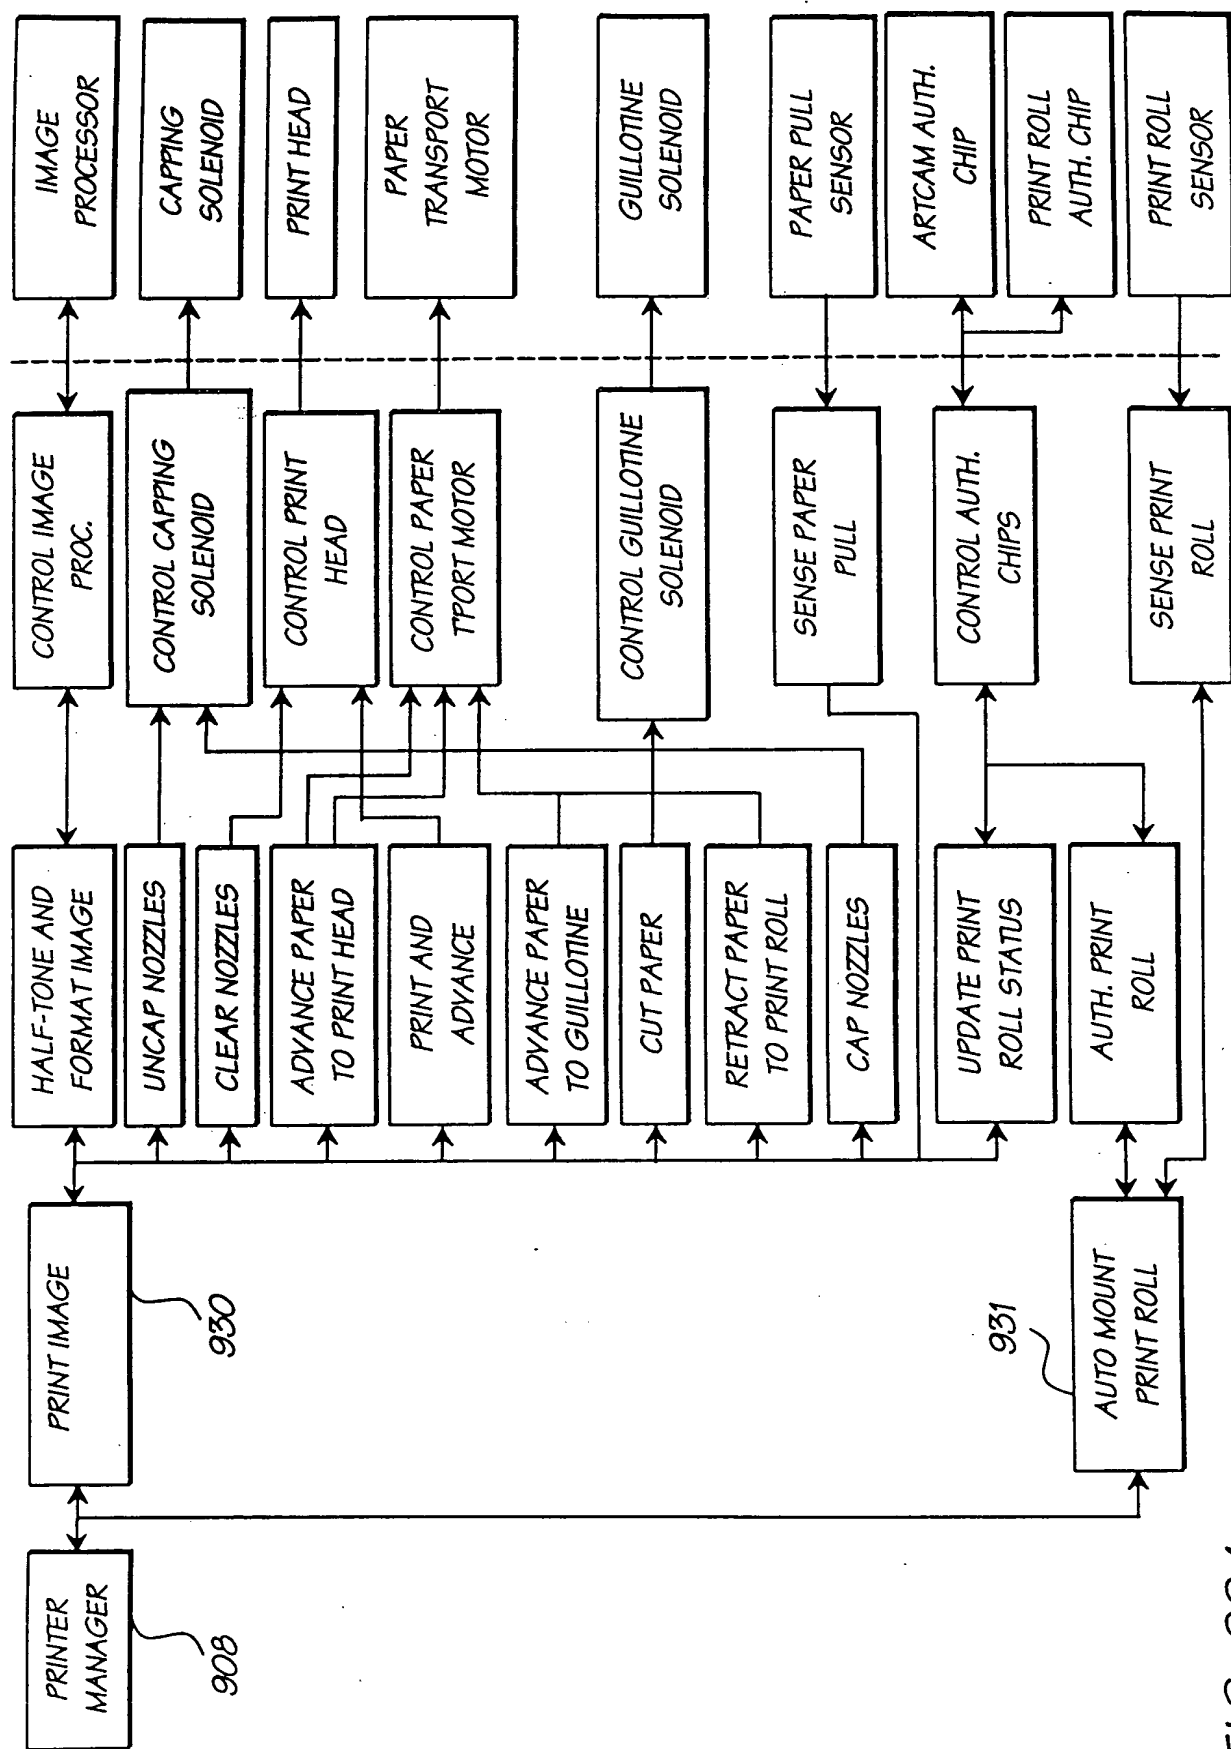 PRINTER
MANAGER
908
PRINT IMAGE
930
AUTO MOUNT
PRINT ROLL
931
HALF-TONE AND
FORMAT IMAGE
UNCAP NOZZLES
CLEAR NOZZLES
ADVANCE PAPER
TO PRINT HEAD
PRINT AND
ADVANCE
ADVANCE PAPER
TO GUILLOTINE
CUT PAPER
RETRACT PAPER
TO PRINT ROLL
CAP NOZZLES
UPDATE PRINT
ROLL STATUS
AUTH. PRINT
ROLL
CONTROL IMAGE
PROC.
CONTROL CAPPING
SOLENOID
CONTROL PRINT
HEAD
CONTROL PAPER
T'PORT MOTOR
CONTROL GUILLOTINE
SOLENOID
SENSE PAPER
PULL
CONTROL AUTH.
CHIPS
SENSE PRINT
ROLL
IMAGE
PROCESSOR
CAPPING
SOLENOID
PRINT HEAD
PAPER
TRANSPORT
MOTOR
GUILLOTINE
SOLENOID
PAPER PULL
SENSOR
ARTCAM AUTH.
CHIP
PRINT ROLL
AUTH. CHIP
PRINT ROLL
SENSOR